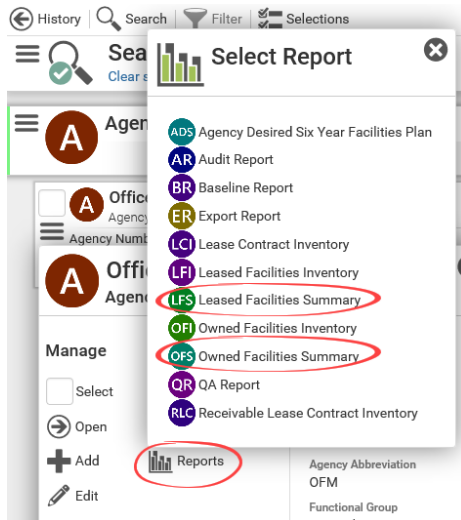 History Search Filter Selections
Sea
Clear s
Select Report
A Agen
ADS Agency Desired Six Year Facilities Plan
AR Audit Report
BR Baseline Report
ER Export Report
LCI Lease Contract Inventory
LFI Leased Facilities Inventory
LFS Leased Facilities Summary
OFI Owned Facilities Inventory
OFS Owned Facilities Summary
QR QA Report
RLC Receivable Lease Contract Inventory
A Office
Agency
Agency Numb
A Offi
Agen
Manage
Select
Open
Add
Edit
Reports
Agency Abbreviation
OFM
Functional Group